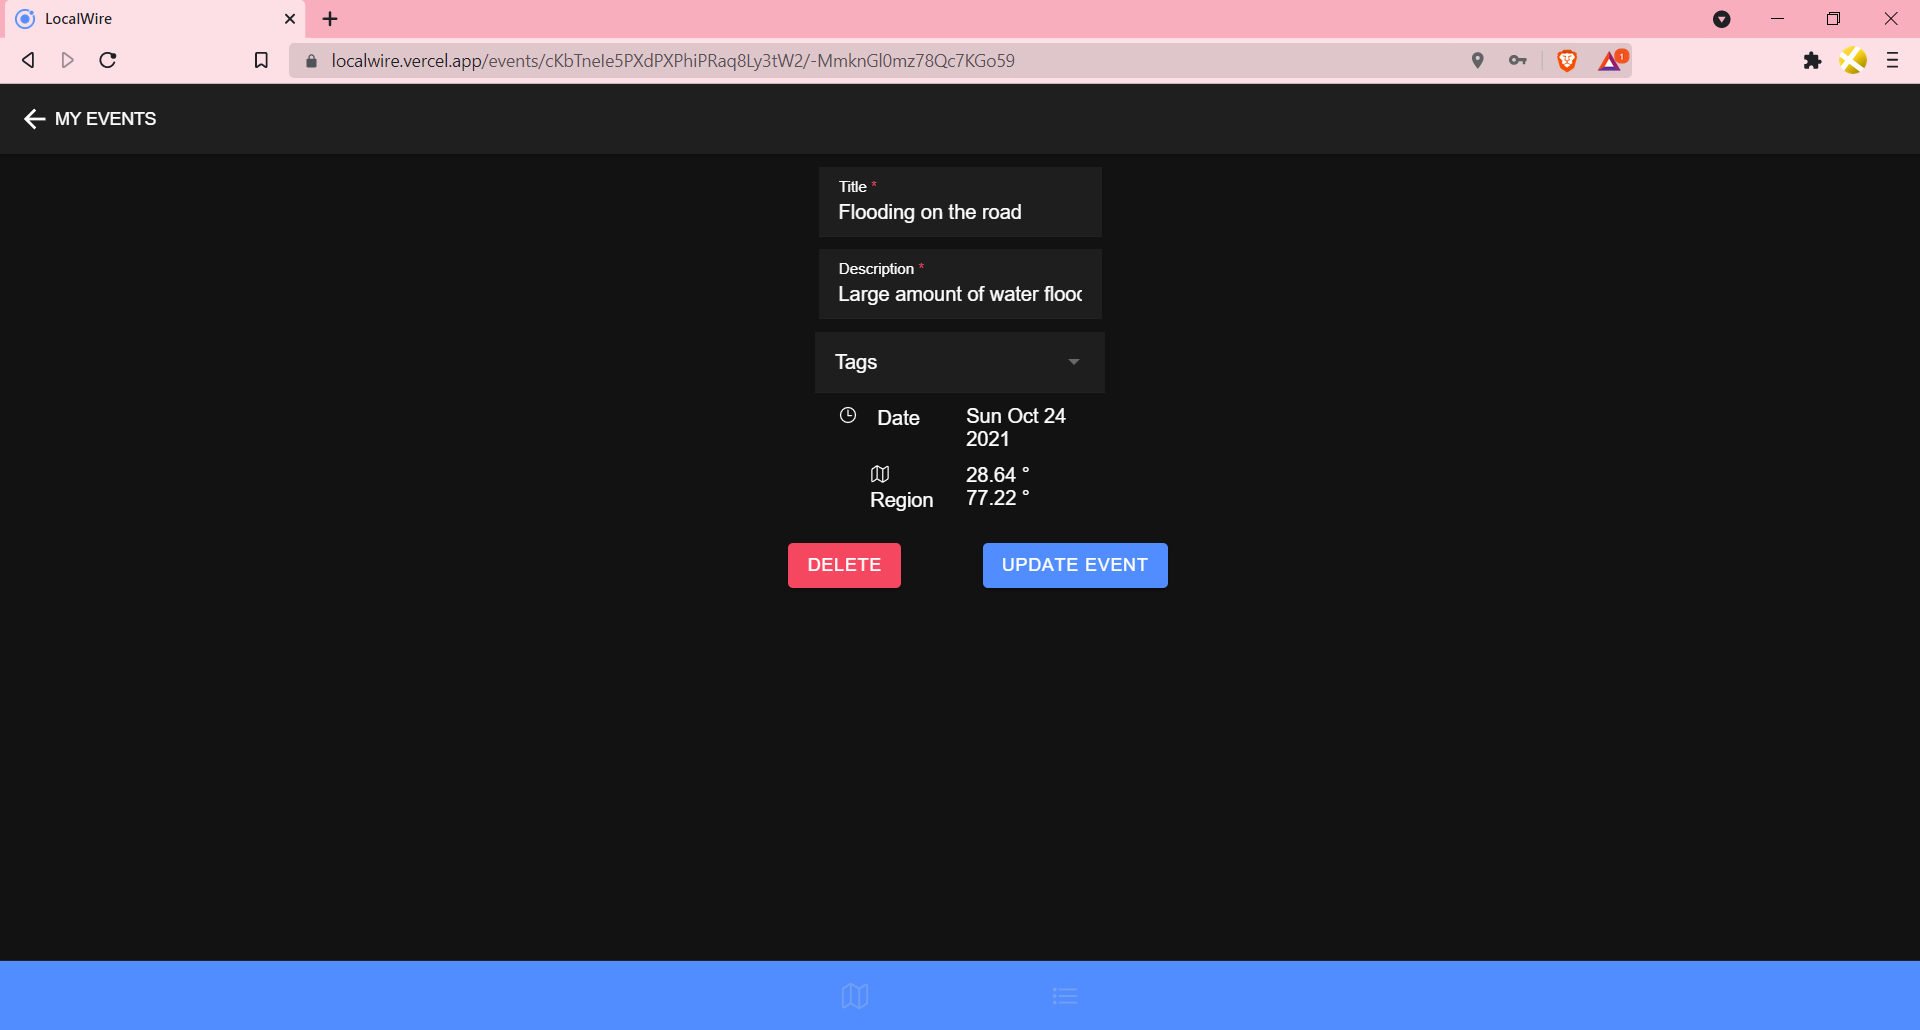 LocalWire
localwire.vercel.app/events/cKbTnele5PXdPXPhiPRaq8Ly3tW2/-MmknGl0mz78Qc7KGo59
1
MY EVENTS
Title *
Flooding on the road
Description *
Large amount of water flooc
Tags
Date
Sun Oct 24
2021
28.64 °
Region
77.22 °
DELETE
UPDATE EVENT